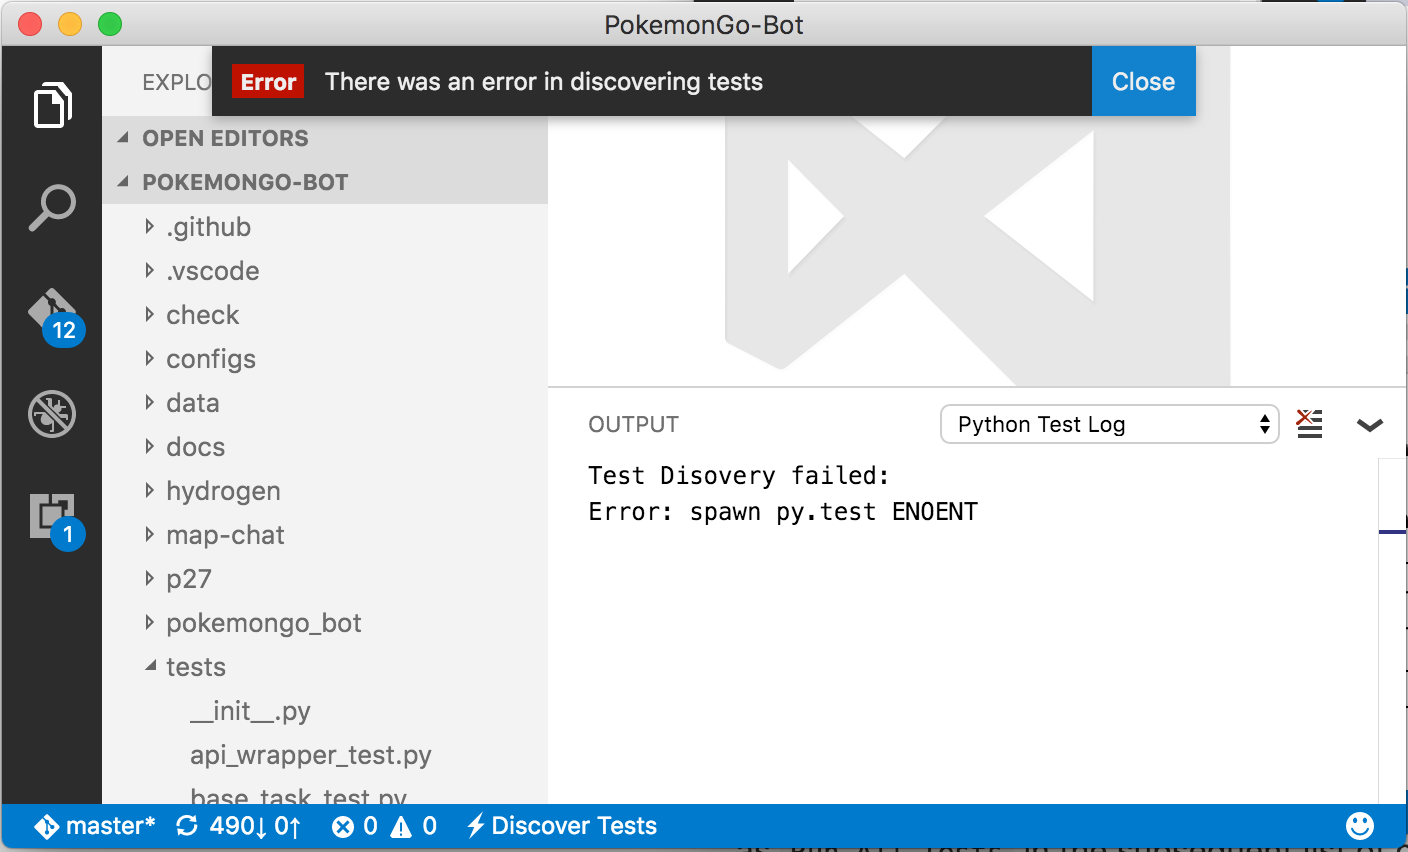 PokemonGo-Bot
EXPLO
Error There was an error in discovering tests Close
OPEN EDITORS
POKEMONGO-BOT
.github
.vscode
check
configs
data
docs
hydrogen
map-chat
p27
pokemongo_bot
tests
__init__.py
api_wrapper_test.py
base_task_test.py
12
1
OUTPUT Python Test Log
Test Disovery failed:
Error: spawn py.test ENOENT
master* 490↓ 0↑ 0 0 Discover Tests